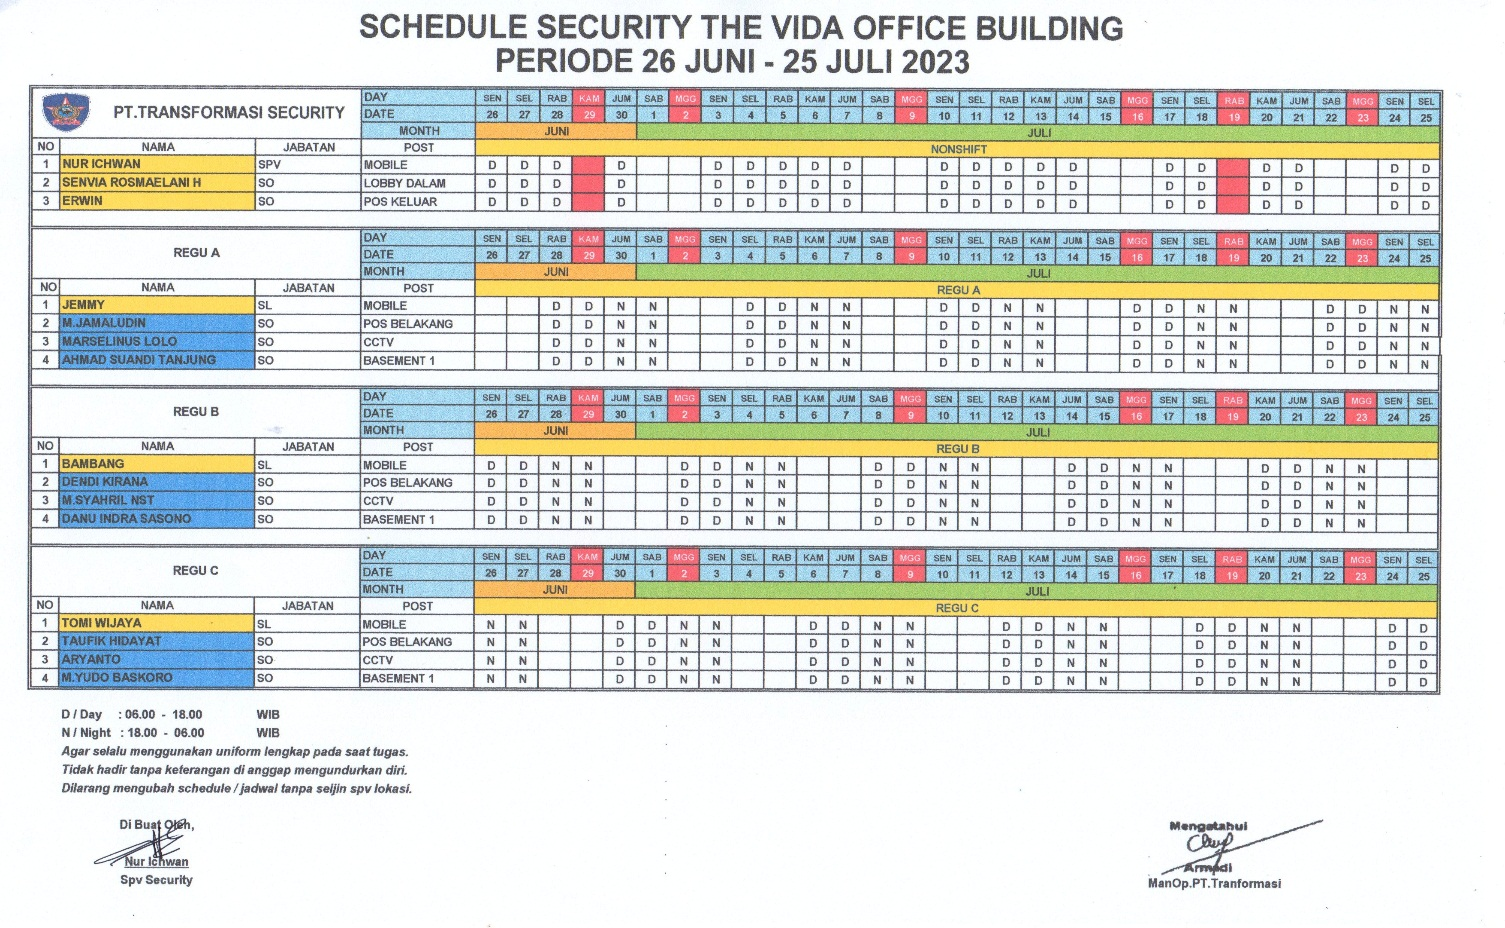 SCHEDULE SECURITY THE VIDA OFFICE BUILDING
PERIODE 26 JUNI - 25 JULI 2023
PT.TRANSFORMASI SECURITY
DAY SEN SEL RAB KAM JUM SAB MGG SEN SEL RAB KAM JUM SAB MGG SEN SEL RAB KAM JUM SAB MGG SEN SEL RAB KAM JUM SAB MGG SEN SEL
DATE 26 27 28 29 30 1 2 3 4 5 6 7 8 9 10 11 12 13 14 15 16 17 18 19 20 21 22 23 24 25
MONTH JUNI JULI
NO NAMA JABATAN POST NONSHIFT
1 NUR ICHWAN SPV MOBILE D D D D D D D D D D D D D D D D D D D D
2 SENVIA ROSMAELANI H SO LOBBY DALAM D D D D D D D D D D D D D D D D D D D D
3 ERWIN SO POS KELUAR D D D D D D D D D D D D D D D D D D D D
REGU A
DAY SEN SEL RAB KAM JUM SAB MGG SEN SEL RAB KAM JUM SAB MGG SEN SEL RAB KAM JUM SAB MGG SEN SEL RAB KAM JUM SAB MGG SEN SEL
DATE 26 27 28 29 30 1 2 3 4 5 6 7 8 9 10 11 12 13 14 15 16 17 18 19 20 21 22 23 24 25
MONTH JUNI JULI
NO NAMA JABATAN POST REGU A
1 JEMMY SL MOBILE D D N N D D N N D D N N D D N N D D N N
2 M.JAMALUDIN SO POS BELAKANG D D N N D D N N D D N N D D N N D D N N
3 MARSELINUS LOLO SO CCTV D D N N D D N N D D N N D D N N D D N N
4 AHMAD SUANDI TANJUNG SO BASEMENT 1 D D N N D D N N D D N N D D N N D D N N
REGU B
DAY SEN SEL RAB KAM JUM SAB MGG SEN SEL RAB KAM JUM SAB MGG SEN SEL RAB KAM JUM SAB MGG SEN SEL RAB KAM JUM SAB MGG SEN SEL
DATE 26 27 28 29 30 1 2 3 4 5 6 7 8 9 10 11 12 13 14 15 16 17 18 19 20 21 22 23 24 25
MONTH JUNI JULI
NO NAMA JABATAN POST REGU B
1 BAMBANG SL MOBILE D D N N D D N N D D N N D D N N D D N N
2 DENDI KIRANA SO POS BELAKANG D D N N D D N N D D N N D D N N D D N N
3 M.SYAHRIL NST SO CCTV D D N N D D N N D D N N D D N N D D N N
4 DANU INDRA SASONO SO BASEMENT 1 D D N N D D N N D D N N D D N N D D N N
REGU C
DAY SEN SEL RAB KAM JUM SAB MGG SEN SEL RAB KAM JUM SAB MGG SEN SEL RAB KAM JUM SAB MGG SEN SEL RAB KAM JUM SAB MGG SEN SEL
DATE 26 27 28 29 30 1 2 3 4 5 6 7 8 9 10 11 12 13 14 15 16 17 18 19 20 21 22 23 24 25
MONTH JUNI JULI
NO NAMA JABATAN POST REGU C
1 TOMI WIJAYA SL MOBILE N N D D N N D D N N D D N N D D N N D D
2 TAUFIK HIDAYAT SO POS BELAKANG N N D D N N D D N N D D N N D D N N D D
3 ARYANTO SO CCTV N N D D N N D D N N D D N N D D N N D D
4 M.YUDO BASKORO SO BASEMENT 1 N N D D N N D D N N D D N N D D N N D D
D / Day : 06.00 - 18.00 WIB
N / Night : 18.00 - 06.00 WIB
Agar selalu menggunakan uniform lengkap pada saat tugas.
Tidak hadir tanpa keterangan di anggap mengundurkan diri.
Dilarang mengubah schedule / jadwal tanpa seijin spv lokasi.
Di Buat Oleh,
Nur Ichwan
Spv Security
Mengatahui
Armedi
ManOp.PT.Tranformasi